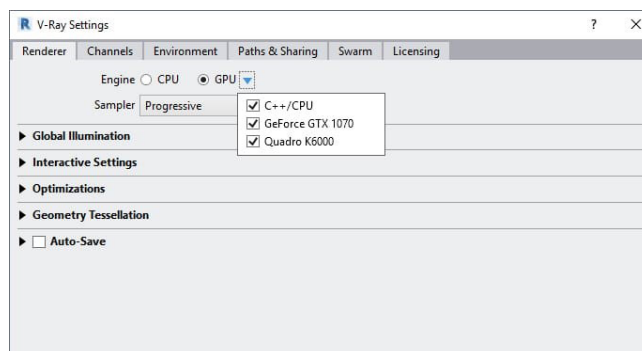 R V-Ray Settings ? X
Renderer Channels Environment Paths & Sharing Swarm Licensing
Engine CPU GPU
Sampler Progressive
C++/CPU
GeForce GTX 1070
Quadro K6000
Global Illumination
Interactive Settings
Optimizations
Geometry Tessellation
Auto-Save